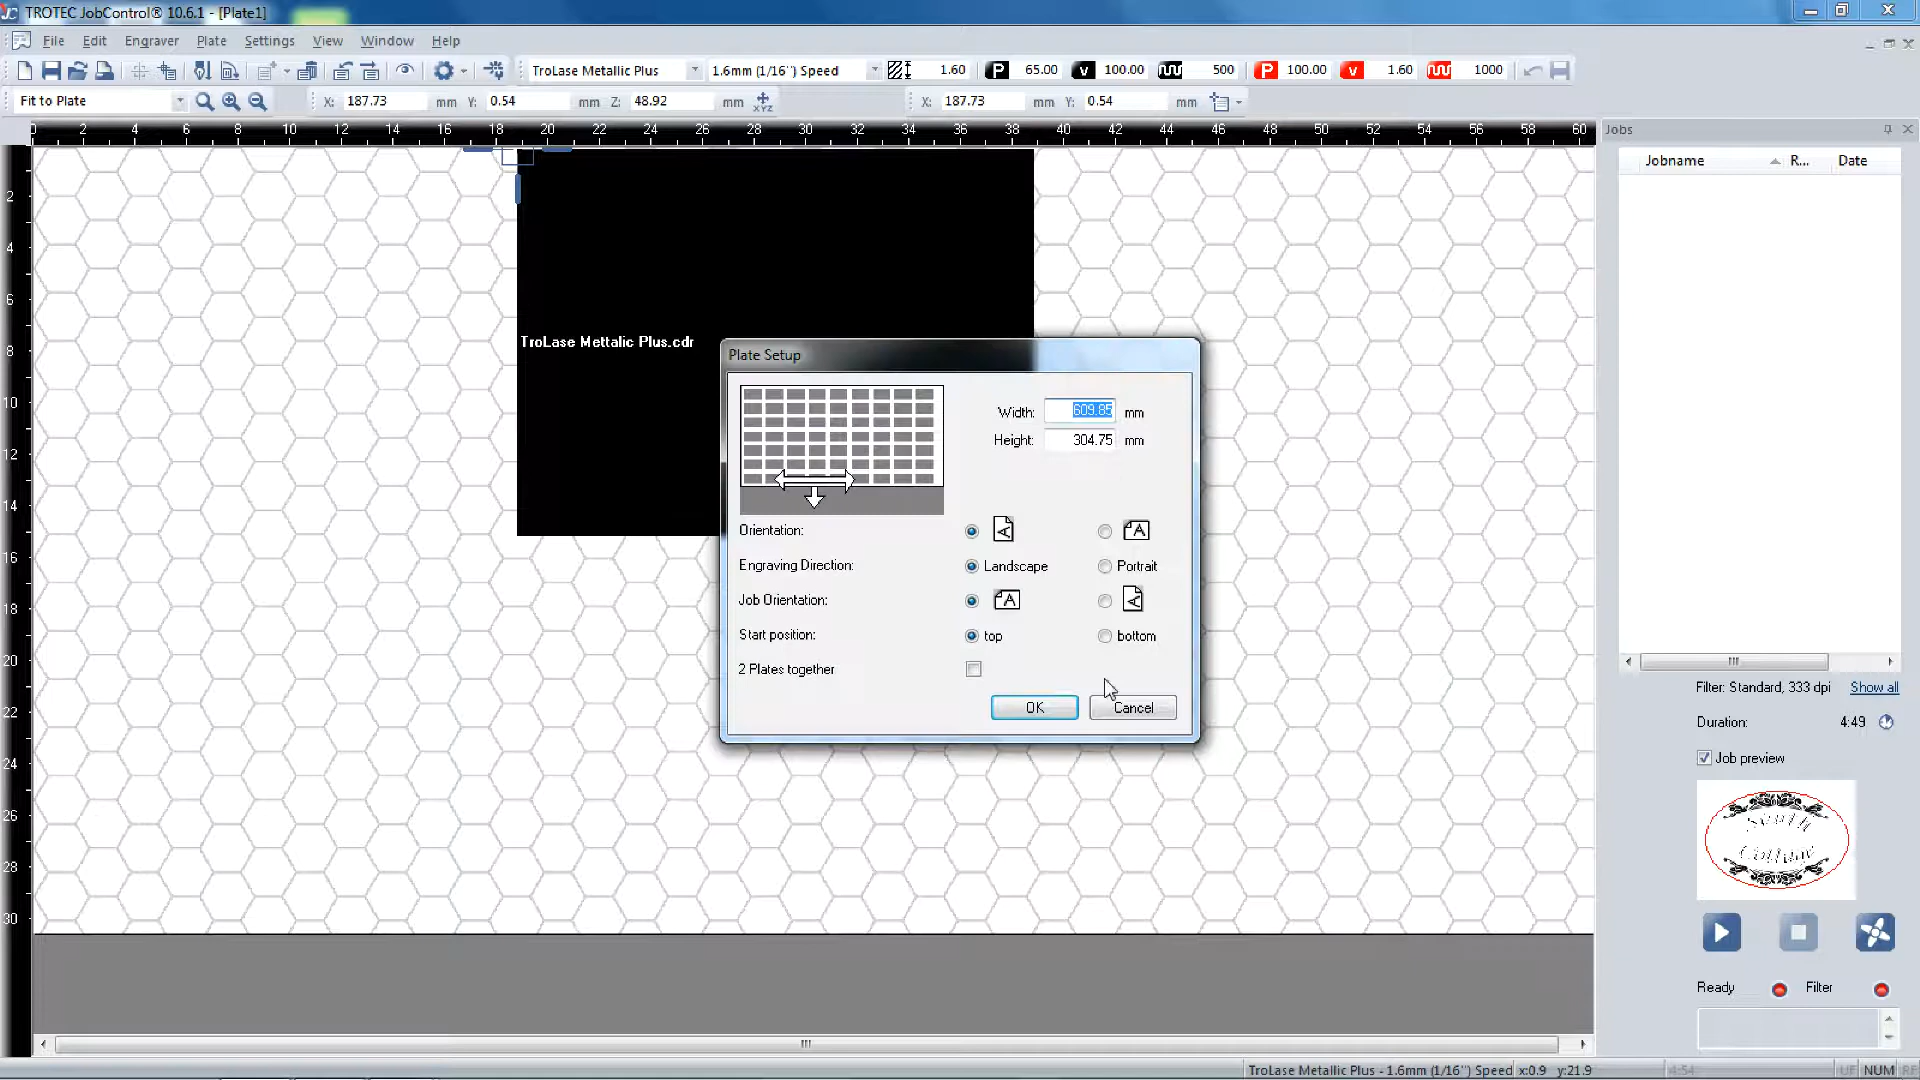 TROTEC JobControl® 10.6.1 - [Plate1]
File Edit Engraver Plate Settings View Window Help
TroLase Metallic Plus 1.6mm (1/16") Speed 1.60 P 65.00 v 100.00 500 P 100.00 v 1.60 1000
Fit to Plate X: 187.73 mm Y: 0.54 mm Z: 48.92 mm XYZ X: 187.73 mm Y: 0.54 mm
0 2 4 6 8 10 12 14 16 18 20 22 24 26 28 30 32 34 36 38 40 42 44 46 48 50 52 54 56 58 60
Jobs
Jobname R... Date
2
4
6
8
10
12
14
16
18
20
22
24
26
28
30
TroLase Mettalic Plus.cdr
Plate Setup
Width: 609.85 mm
Height: 304.75 mm
Orientation: A A
Engraving Direction: Landscape Portrait
Job Orientation: A A
Start position: top bottom
2 Plates together
OK Cancel
Filter: Standard, 333 dpi Show all
Duration: 4:49
Job preview
South
Cottage
Ready Filter
TroLase Metallic Plus - 1.6mm (1/16") Speed x:0.9 y:21.9 4:54 UF NUM RF